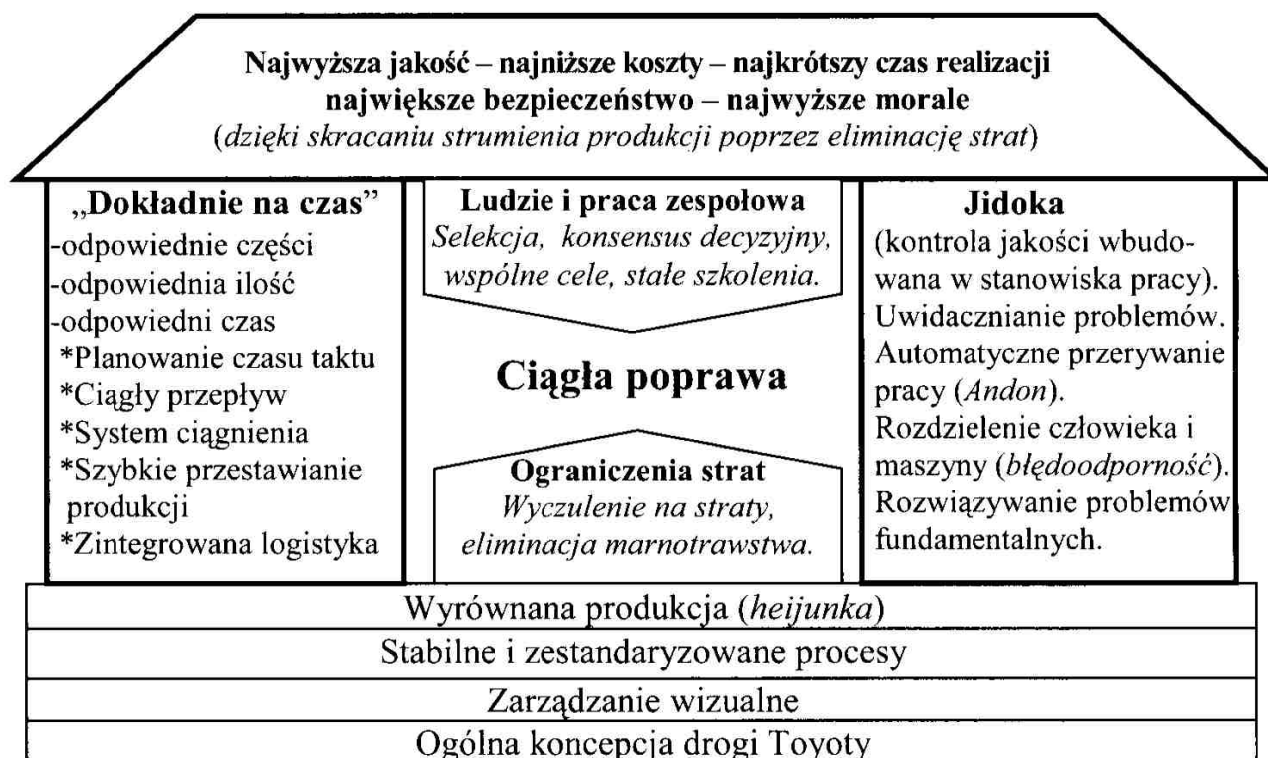 Najwyższa jakość – najniższe koszty – najkrótszy czas realizacji
największe bezpieczeństwo – najwyższe morale
(dzięki skracaniu strumienia produkcji poprzez eliminację strat)
„Dokładnie na czas”
-odpowiednie części
-odpowiednia ilość
-odpowiedni czas
*Planowanie czasu taktu
*Ciągły przepływ
*System ciągnienia
*Szybkie przestawianie
produkcji
*Zintegrowana logistyka
Ludzie i praca zespołowa
Selekcja, konsensus decyzyjny,
wspólne cele, stałe szkolenia.
Ciągła poprawa
Ograniczenia strat
Wyczulenie na straty,
eliminacja marnotrawstwa.
Jidoka
(kontrola jakości wbudo-
wana w stanowiska pracy).
Uwidacznianie problemów.
Automatyczne przerywanie
pracy (Andon).
Rozdzielenie człowieka i
maszyny (błędoodporność).
Rozwiązywanie problemów
fundamentalnych.
Wyrównana produkcja (heijunka)
Stabilne i zestandaryzowane procesy
Zarządzanie wizualne
Ogólna koncepcja drogi Toyoty